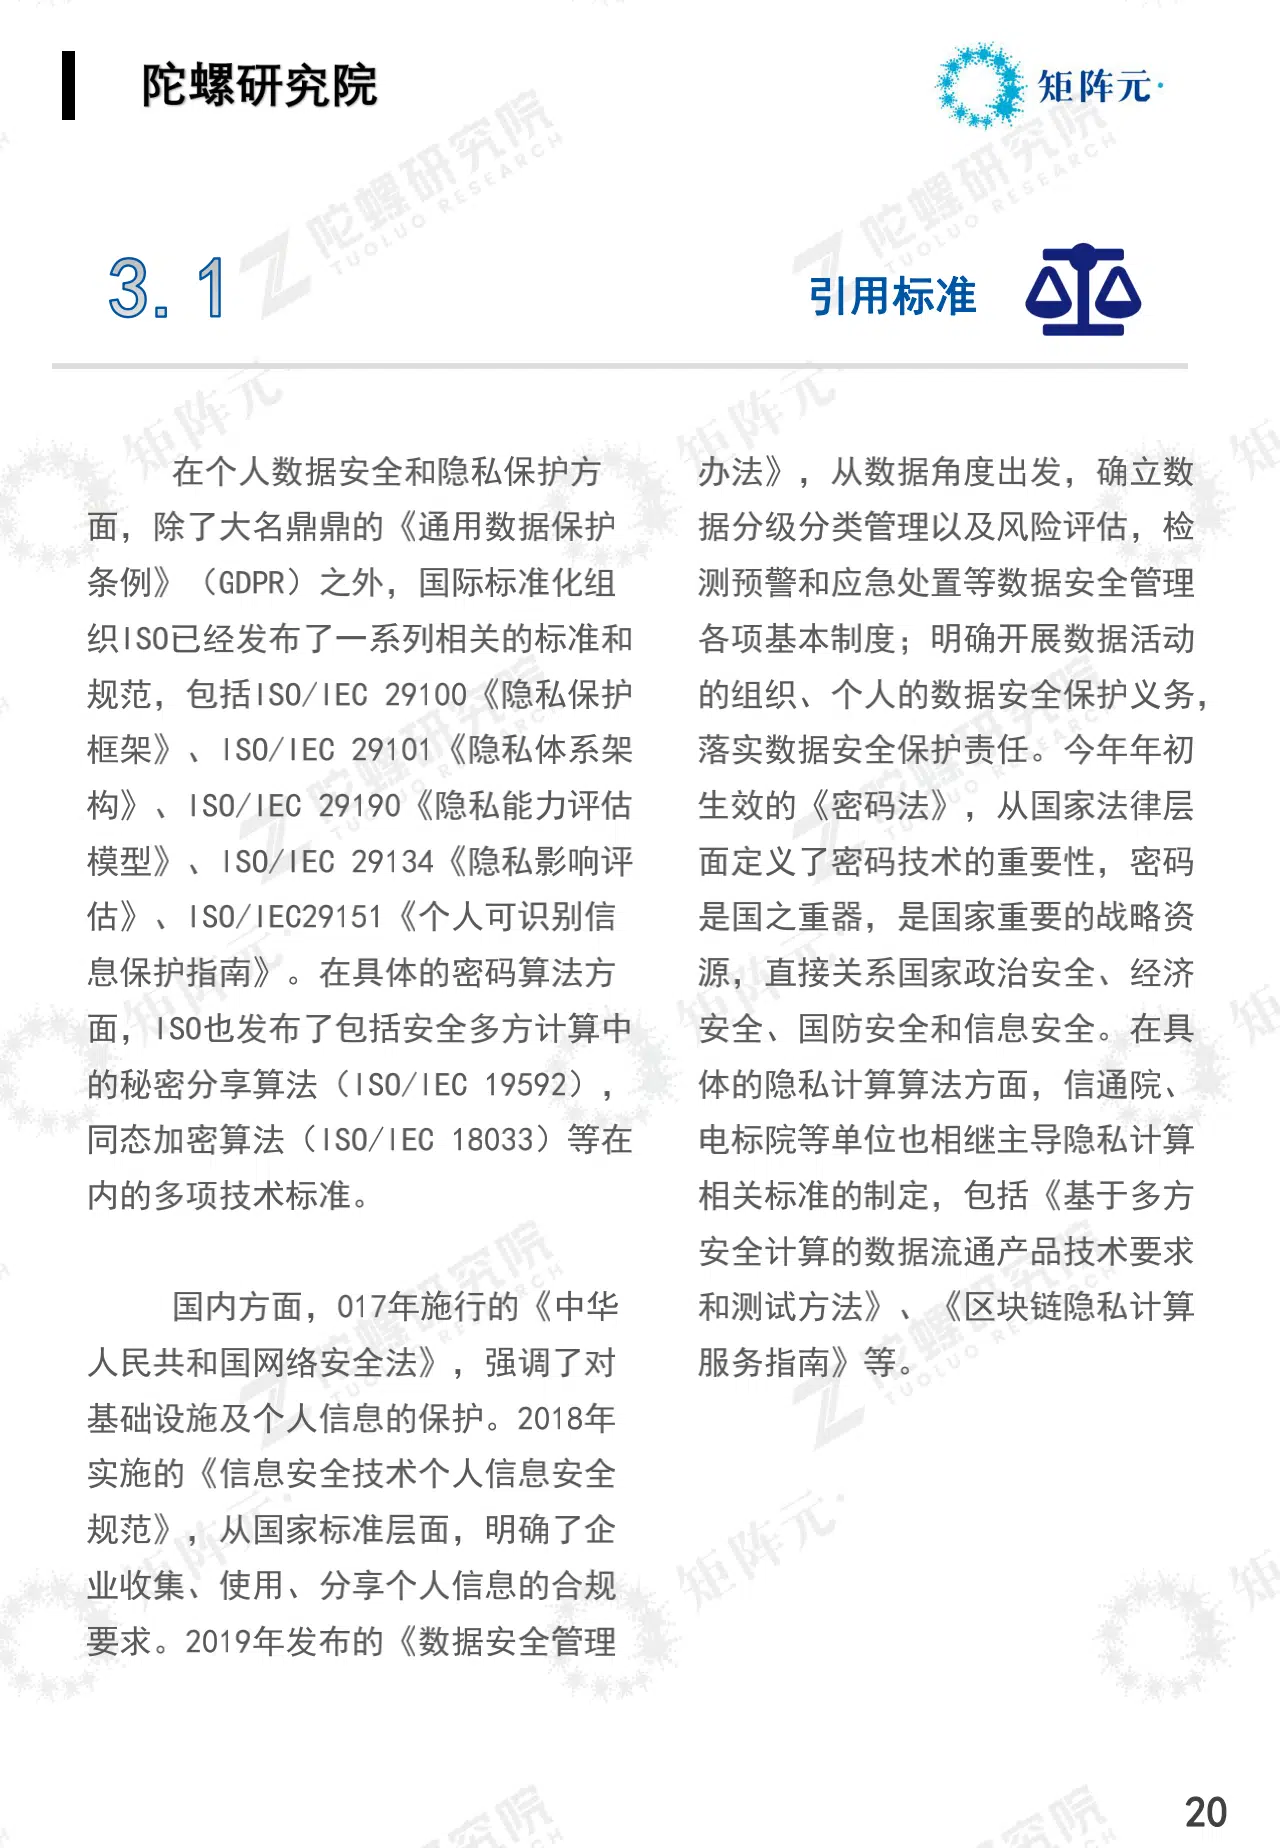 陀螺研究院
矩阵元
3.1
引用标准
在个人数据安全和隐私保护方
面，除了大名鼎鼎的《通用数据保护
条例》（GDPR）之外，国际标准化组
织ISO已经发布了一系列相关的标准和
规范，包括ISO/IEC 29100《隐私保护
框架》、ISO/IEC 29101《隐私体系架
构》、ISO/IEC 29190《隐私能力评估
模型》、ISO/IEC 29134《隐私影响评
估》、ISO/IEC29151《个人可识别信
息保护指南》。在具体的密码算法方
面，ISO也发布了包括安全多方计算中
的秘密分享算法（ISO/IEC 19592），
同态加密算法（ISO/IEC 18033）等在
内的多项技术标准。
国内方面，017年施行的《中华
人民共和国网络安全法》，强调了对
基础设施及个人信息的保护。2018年
实施的《信息安全技术个人信息安全
规范》，从国家标准层面，明确了企
业收集、使用、分享个人信息的合规
要求。2019年发布的《数据安全管理
办法》，从数据角度出发，确立数
据分级分类管理以及风险评估，检
测预警和应急处置等数据安全管理
各项基本制度；明确开展数据活动
的组织、个人的数据安全保护义务，
落实数据安全保护责任。今年年初
生效的《密码法》，从国家法律层
面定义了密码技术的重要性，密码
是国之重器，是国家重要的战略资
源，直接关系国家政治安全、经济
安全、国防安全和信息安全。在具
体的隐私计算算法方面，信通院、
电标院等单位也相继主导隐私计算
相关标准的制定，包括《基于多方
安全计算的数据流通产品技术要求
和测试方法》、《区块链隐私计算
服务指南》等。
20